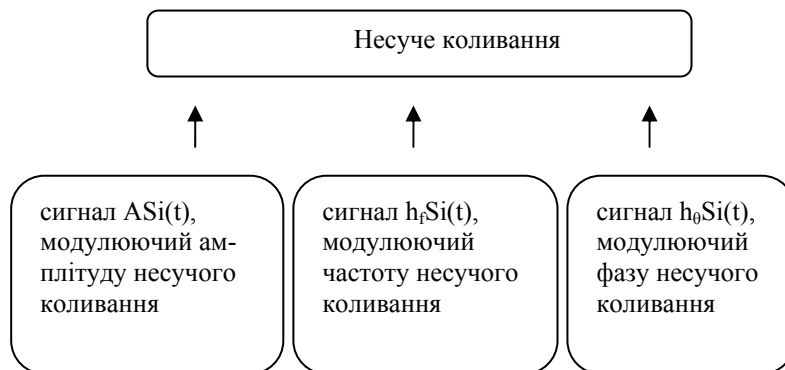 Несуче коливання
сигнал ASi(t),
модулюючий ам-
плітуду несучого
коливання
сигнал hfSi(t),
модулюючий
частоту несучого
коливання
сигнал hθSi(t),
модулюючий
фазу несучого
коливання